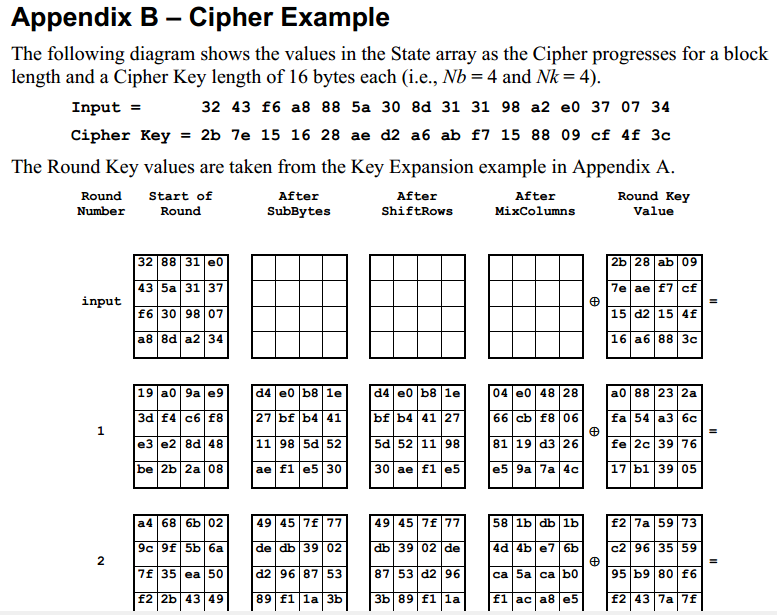 Appendix B – Cipher Example
The following diagram shows the values in the State array as the Cipher progresses for a block
length and a Cipher Key length of 16 bytes each (i.e., Nb = 4 and Nk = 4).
Input = 32 43 f6 a8 88 5a 30 8d 31 31 98 a2 e0 37 07 34
Cipher Key = 2b 7e 15 16 28 ae d2 a6 ab f7 15 88 09 cf 4f 3c
The Round Key values are taken from the Key Expansion example in Appendix A.
Round Start of After After After Round Key
Number Round SubBytes ShiftRows MixColumns Value
32 88 31 e0 2b 28 ab 09
43 5a 31 37 7e ae f7 cf
input ⊕ =
f6 30 98 07 15 d2 15 4f
a8 8d a2 34 16 a6 88 3c
19 a0 9a e9 d4 e0 b8 1e d4 e0 b8 1e 04 e0 48 28 a0 88 23 2a
3d f4 c6 f8 27 bf b4 41 bf b4 41 27 66 cb f8 06 fa 54 a3 6c
1 ⊕ =
e3 e2 8d 48 11 98 5d 52 5d 52 11 98 81 19 d3 26 fe 2c 39 76
be 2b 2a 08 ae f1 e5 30 30 ae f1 e5 e5 9a 7a 4c 17 b1 39 05
a4 68 6b 02 49 45 7f 77 49 45 7f 77 58 1b db 1b f2 7a 59 73
9c 9f 5b 6a de db 39 02 db 39 02 de 4d 4b e7 6b c2 96 35 59
2 ⊕ =
7f 35 ea 50 d2 96 87 53 87 53 d2 96 ca 5a ca b0 95 b9 80 f6
f2 2b 43 49 89 f1 1a 3b 3b 89 f1 1a f1 ac a8 e5 f2 43 7a 7f